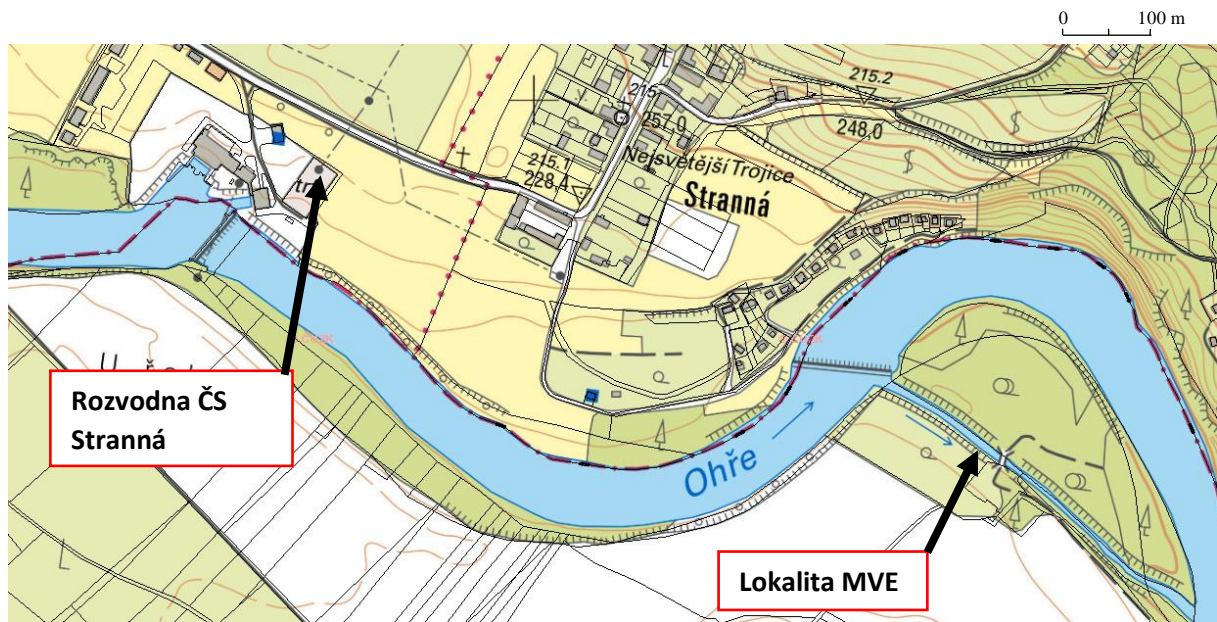 0 100 m
215.2
215
257,0
248,0
215.1
228.4
Nejsvětější Trojice
Stranná
tr.
Rozvodna ČS
Stranná
Ohře
Lokalita MVE